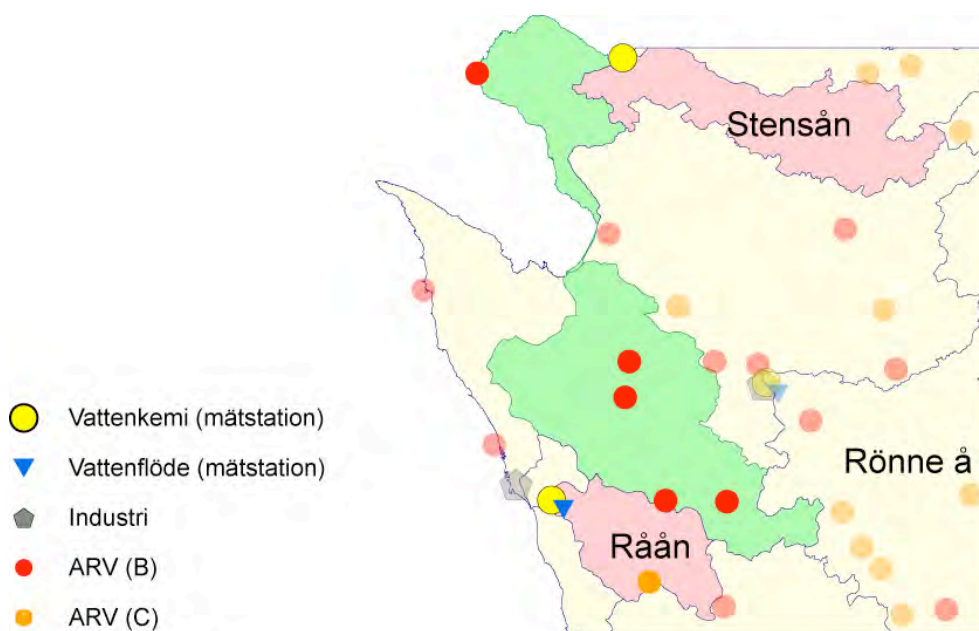 Stensån
Rönne å
Råån
Vattenkemi (mätstation)
Vattenflöde (mätstation)
Industri
ARV (B)
ARV (C)